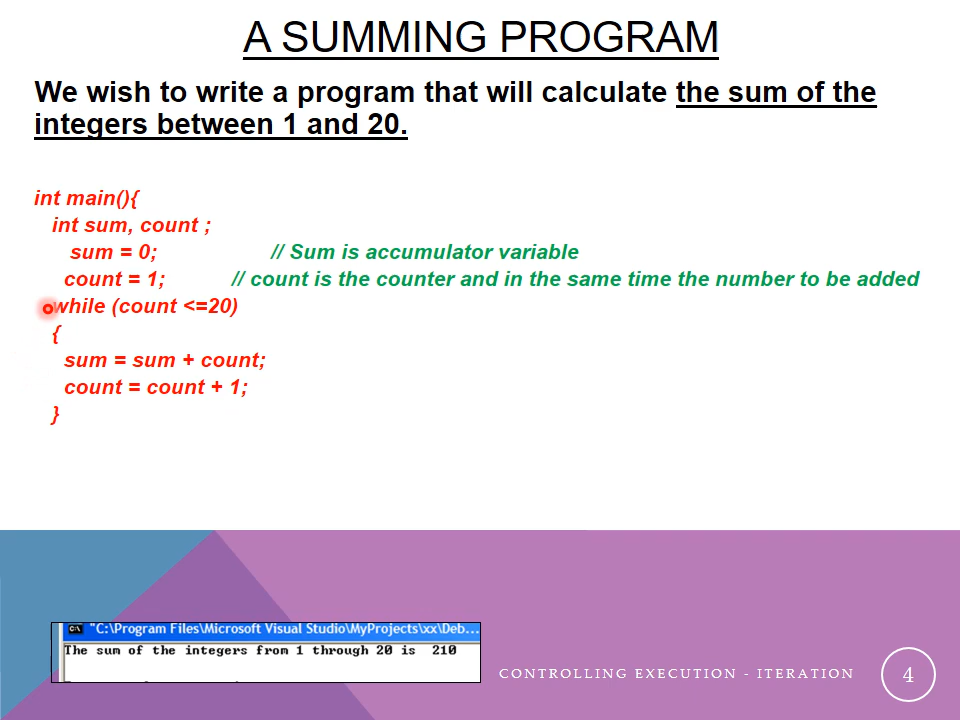 A SUMMING PROGRAM
We wish to write a program that will calculate the sum of the
integers between 1 and 20.
int main(){
int sum, count ;
sum = 0; // Sum is accumulator variable
count = 1; // count is the counter and in the same time the number to be added
while (count <=20)
{
sum = sum + count;
count = count + 1;
}
"C:\Program Files\Microsoft Visual Studio\MyProjects\xx\Deb...
The sum of the integers from 1 through 20 is 210
CONTROLLING EXECUTION - ITERATION
4